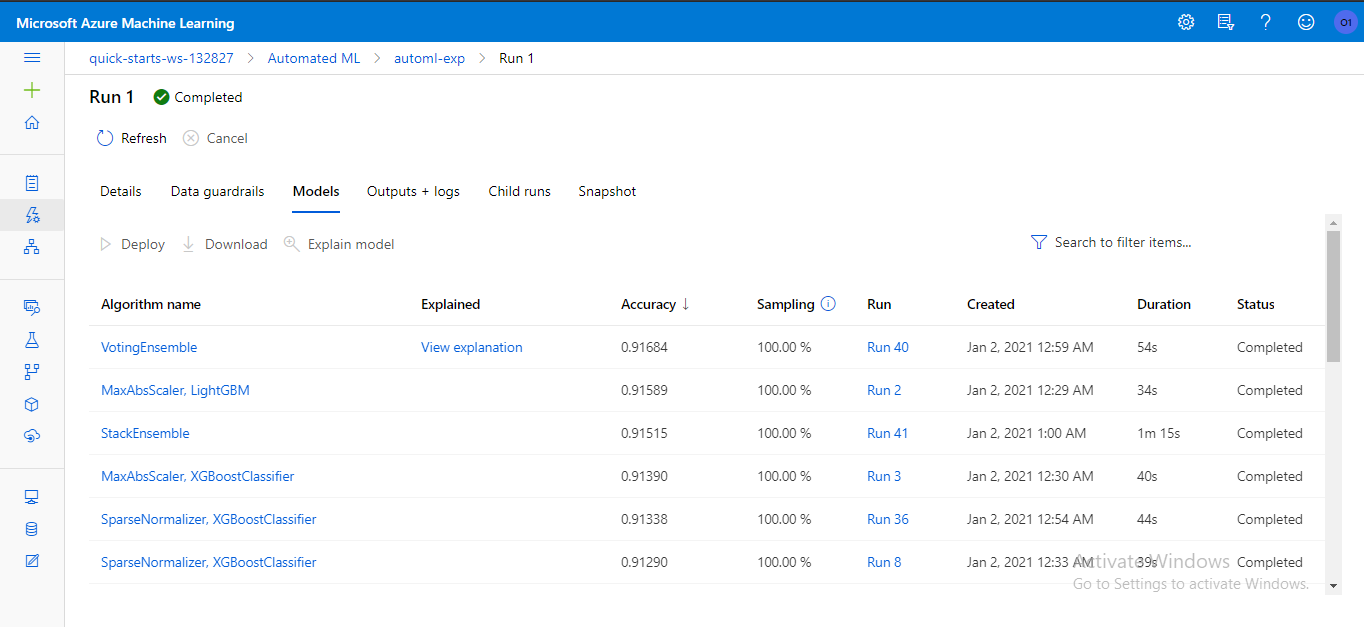 Microsoft Azure Machine Learning
O1
quick-starts-ws-132827 > Automated ML > automl-exp > Run 1
Run 1 Completed
Refresh Cancel
Details Data guardrails Models Outputs + logs Child runs Snapshot
Deploy Download Explain model Search to filter items...
Algorithm name Explained Accuracy ↓ Sampling Run Created Duration Status
VotingEnsemble View explanation 0.91684 100.00 % Run 40 Jan 2, 2021 12:59 AM 54s Completed
MaxAbsScaler, LightGBM 0.91589 100.00 % Run 2 Jan 2, 2021 12:29 AM 34s Completed
StackEnsemble 0.91515 100.00 % Run 41 Jan 2, 2021 1:00 AM 1m 15s Completed
MaxAbsScaler, XGBoostClassifier 0.91390 100.00 % Run 3 Jan 2, 2021 12:30 AM 40s Completed
SparseNormalizer, XGBoostClassifier 0.91338 100.00 % Run 36 Jan 2, 2021 12:54 AM 44s Completed
SparseNormalizer, XGBoostClassifier 0.91290 100.00 % Run 8 Jan 2, 2021 12:33 AM 39s Completed
Activate Windows
Go to Settings to activate Windows.